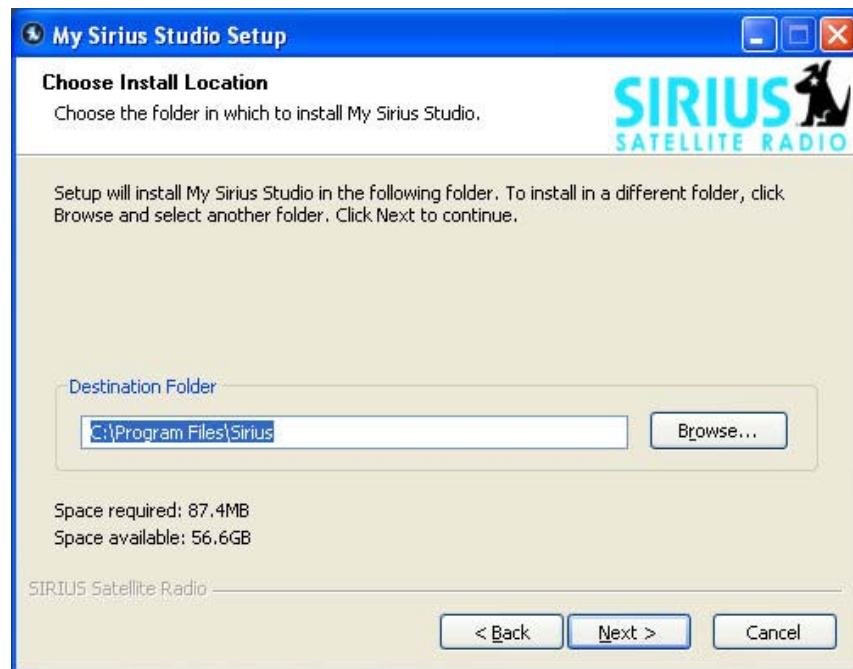 My Sirius Studio Setup
Choose Install Location
Choose the folder in which to install My Sirius Studio.
SIRIUS
SATELLITE RADIO
Setup will install My Sirius Studio in the following folder. To install in a different folder, click
Browse and select another folder. Click Next to continue.
Destination Folder
C:\Program Files\Sirius
Browse...
Space required: 87.4MB
Space available: 56.6GB
SIRIUS Satellite Radio
< Back
Next >
Cancel